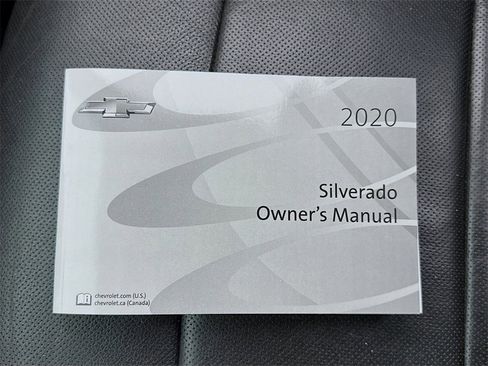 2020
Silverado
Owner's Manual
chevrolet.com (U.S.)
chevrolet.ca (Canada)